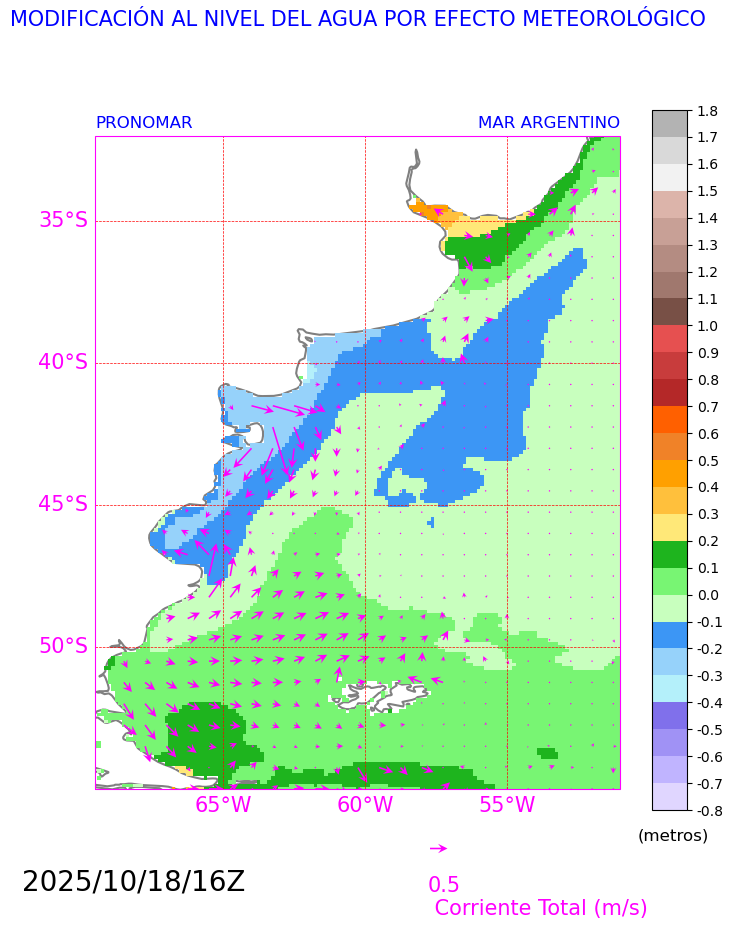 MODIFICACIÓN AL NIVEL DEL AGUA POR EFECTO METEOROLÓGICO
PRONOMAR MAR ARGENTINO
35°S
40°S
45°S
50°S
65°W 60°W 55°W
1.8
1.7
1.6
1.5
1.4
1.3
1.2
1.1
1.0
0.9
0.8
0.7
0.6
0.5
0.4
0.3
0.2
0.1
0.0
-0.1
-0.2
-0.3
-0.4
-0.5
-0.6
-0.7
-0.8
(metros)
2025/10/18/16Z
0.5
Corriente Total (m/s)